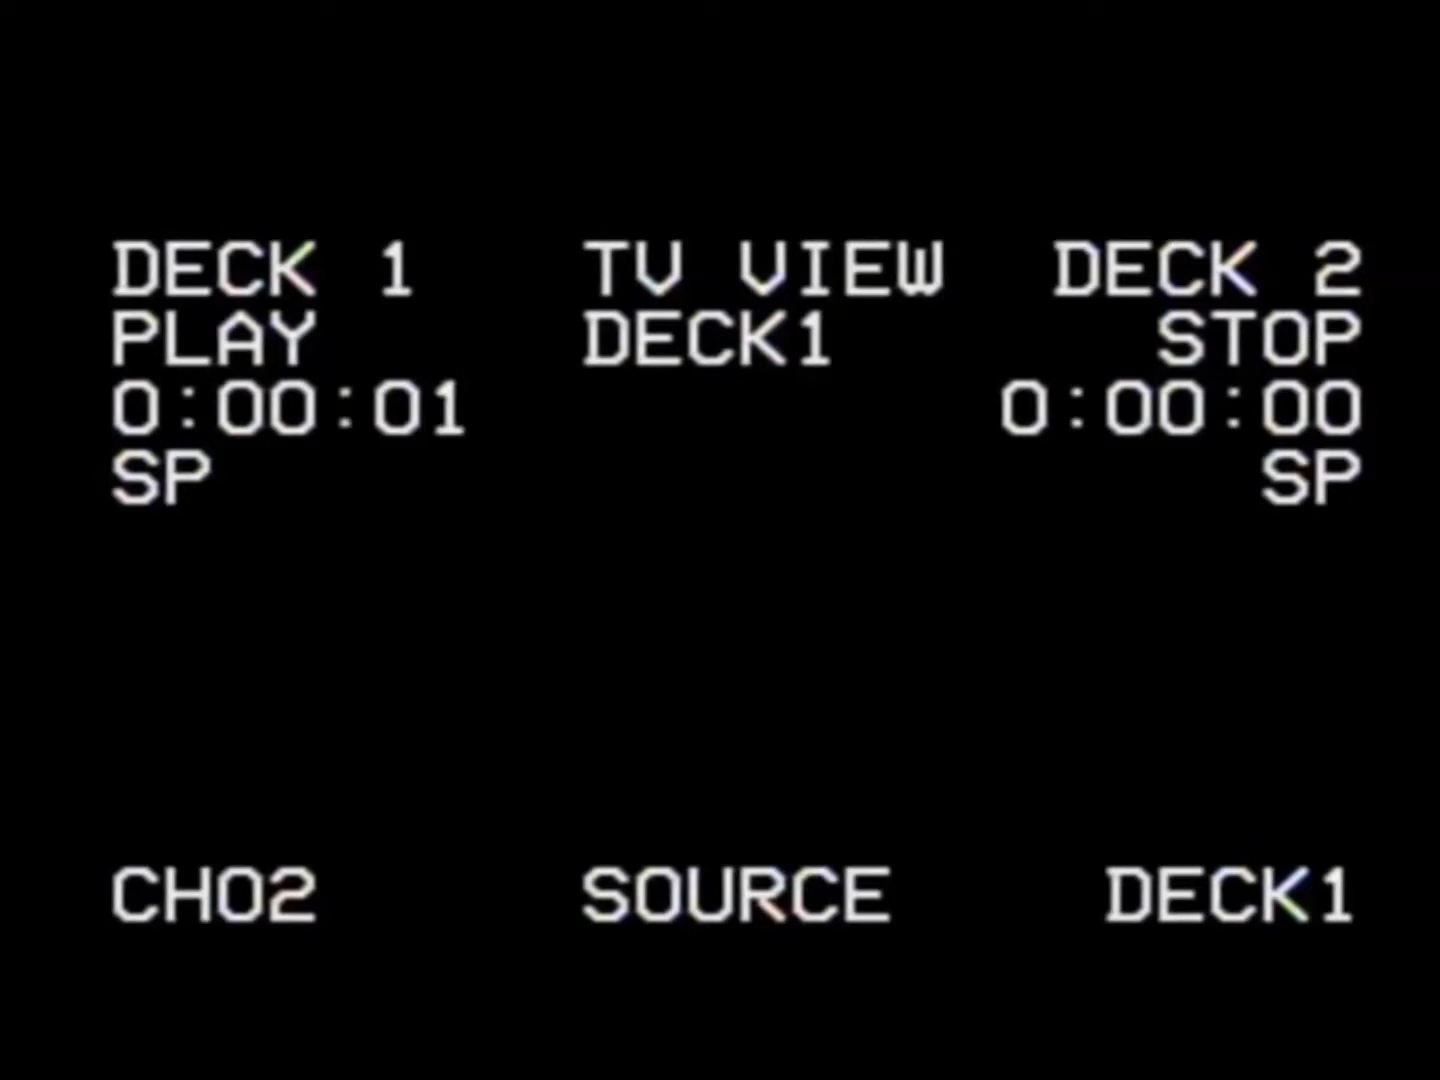 DECK 1 TV VIEW DECK 2
PLAY DECK1 STOP
0:00:01 0:00:00
SP SP
CH02 SOURCE DECK1